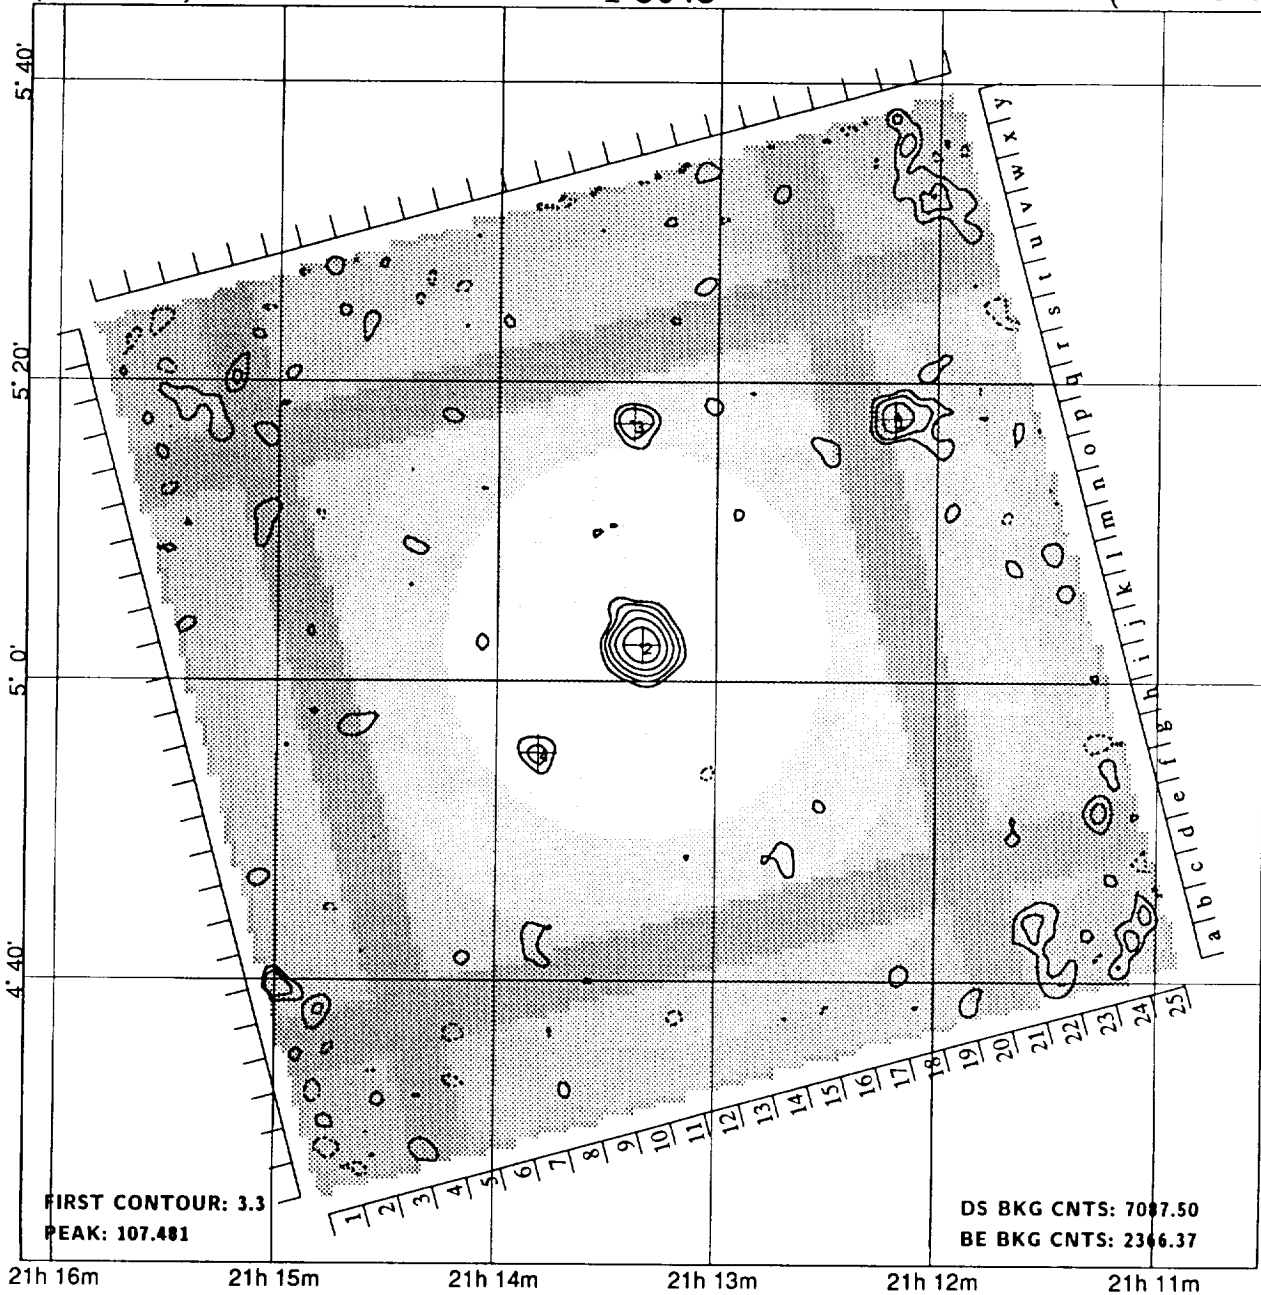 5° 40'
5° 20'
5° 0'
4° 40'
a|b|c|d|e|f|g|h|i|j|k|l|m|n|o|p|q|r|s|t|u|v|w|x|y
3
2
1|2|3|4|5|6|7|8|9|10|11|12|13|14|15|16|17|18|19|20|21|22|23|24|25
FIRST CONTOUR: 3.3
PEAK: 107.481
DS BKG CNTS: 7087.50
BE BKG CNTS: 2366.37
21h 16m 21h 15m 21h 14m 21h 13m 21h 12m 21h 11m